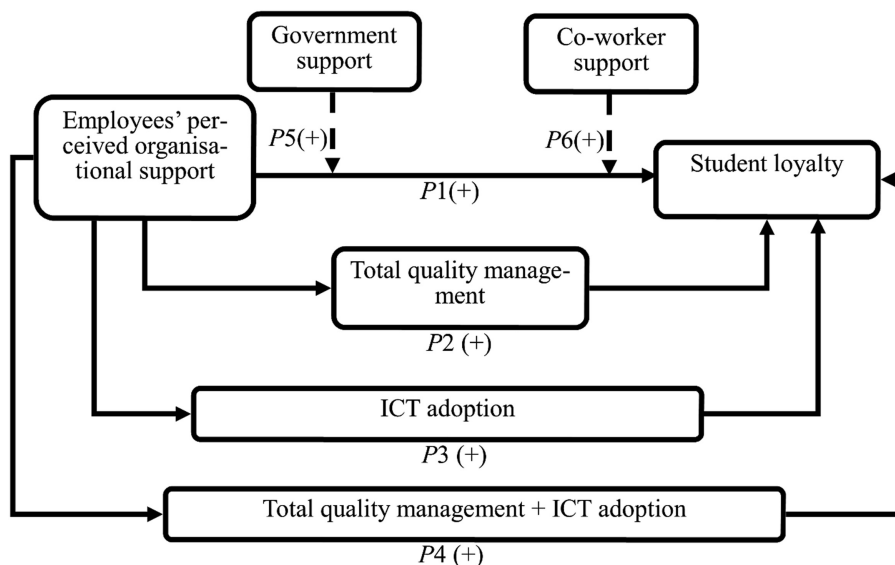 Government
support
Co-worker
support
Employees' per-
ceived organisa-
tional support
P5(+)
P6(+)
Student loyalty
P1(+)
Total quality manage-
ment
P2 (+)
ICT adoption
P3 (+)
Total quality management + ICT adoption
P4 (+)